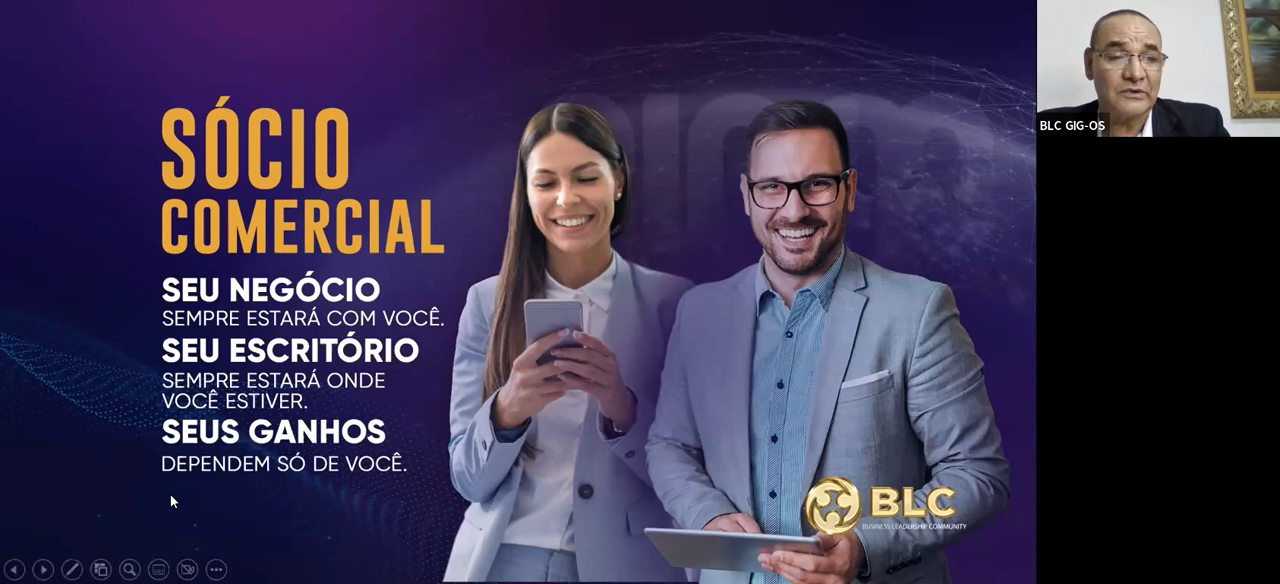 SÓCIO
COMERCIAL
SEU NEGÓCIO
SEMPRE ESTARÁ COM VOCÊ.
SEU ESCRITÓRIO
SEMPRE ESTARÁ ONDE
VOCÊ ESTIVER.
SEUS GANHOS
DEPENDEM SÓ DE VOCÊ.
BLC
BUSINESS LEADERSHIP COMMUNITY
BLC GIG-OS